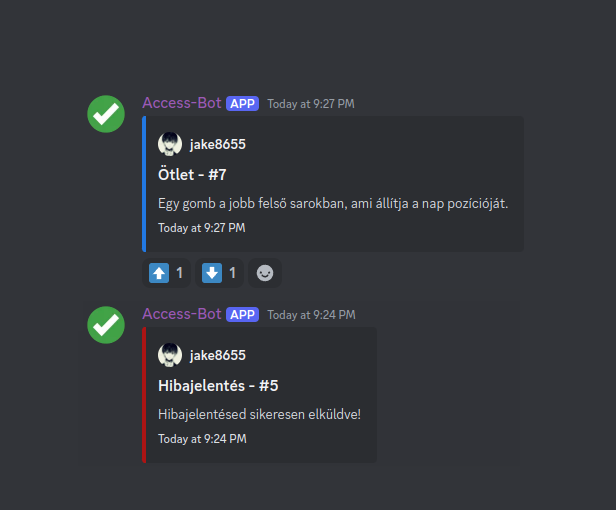 Access-Bot APP Today at 9:27 PM
jake8655
Ötlet - #7
Egy gomb a jobb felső sarokban, ami állítja a nap pozícióját.
Today at 9:27 PM
1 1
Access-Bot APP Today at 9:24 PM
jake8655
Hibajelentés - #5
Hibajelentésed sikeresen elküldve!
Today at 9:24 PM